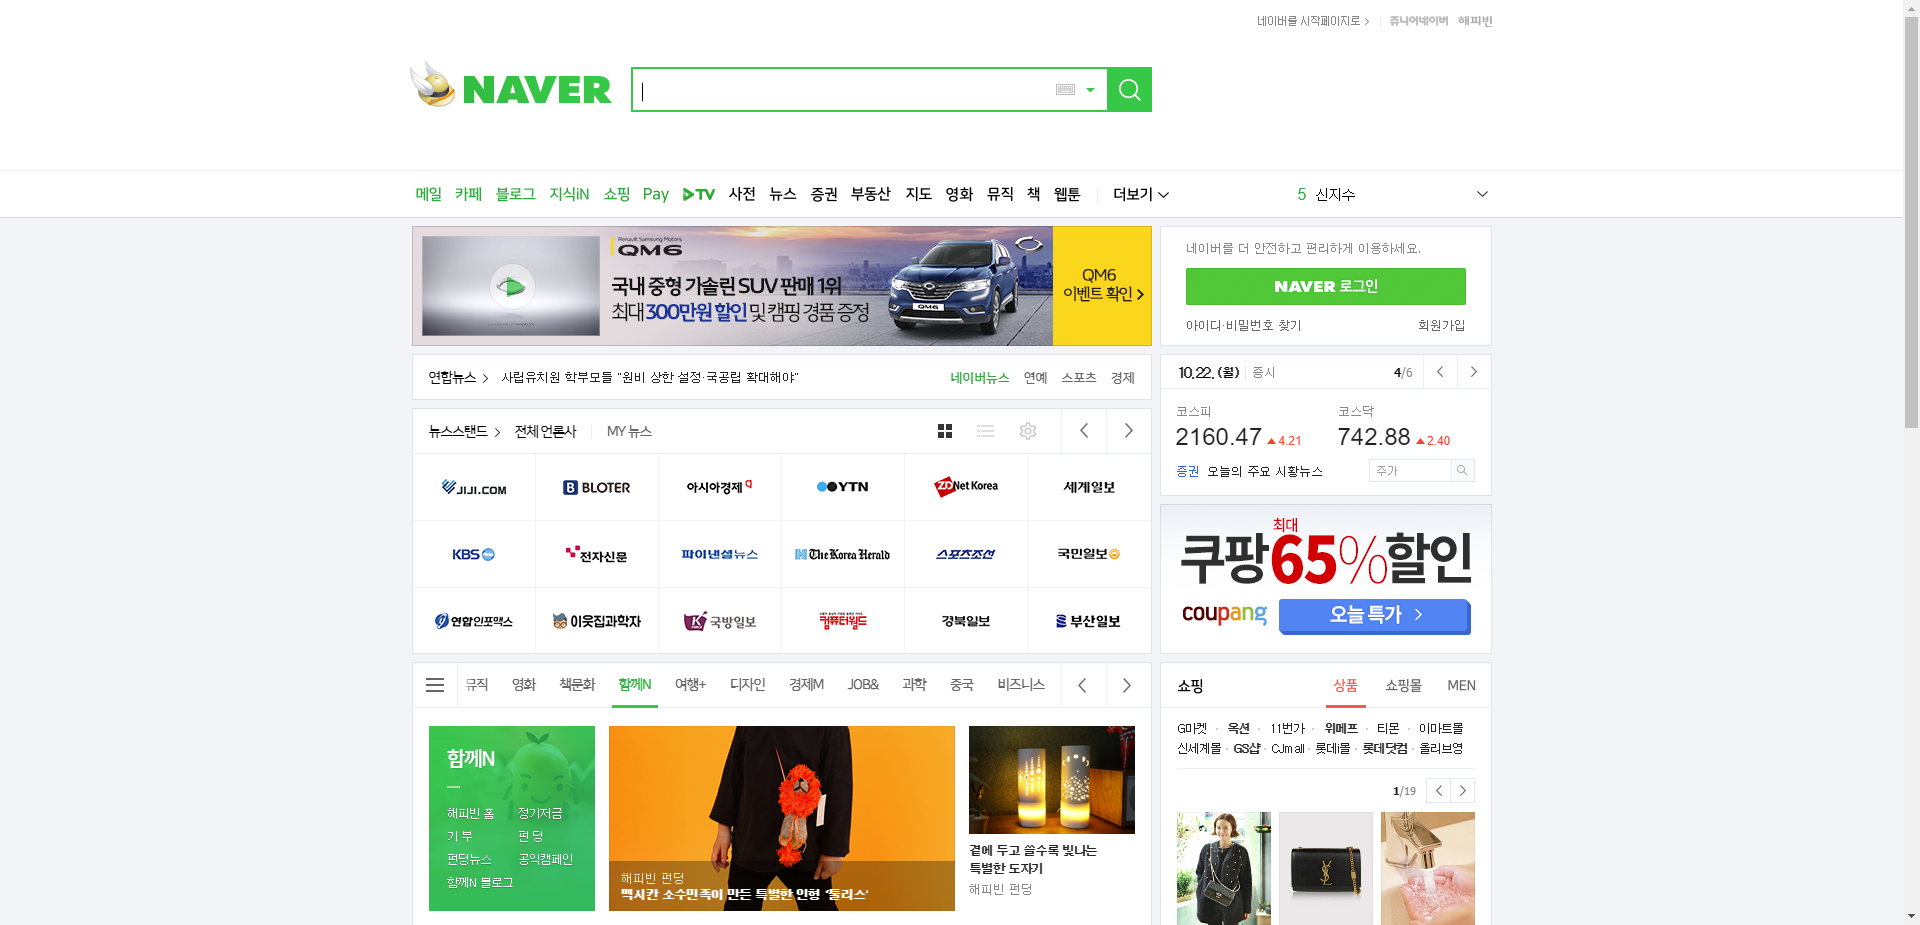 네이버를 시작페이지로 쥬니어네이버 해피빈
NAVER
메일 카페 블로그 지식iN 쇼핑 Pay TV 사전 뉴스 증권 부동산 지도 영화 뮤직 책 웹툰 더보기
5 신지수
Renault Samsung Motors
QM6
국내 중형 가솔린 SUV 판매 1위
최대 300만원 할인 및 캠핑 경품 증정
QM6
QM6
이벤트 확인
네이버를 더 안전하고 편리하게 이용하세요.
NAVER 로그인
아이디·비밀번호 찾기 회원가입
연합뉴스 사립유치원 학부모들 "원비 상한 설정·국공립 확대해야"
네이버뉴스 연예 스포츠 경제
10.22.(월) 증시 4/6
코스피 코스닥
2160.47 4.21 742.88 2.40
증권 오늘의 주요 시황뉴스 주가
뉴스스탠드 전체 언론사 MY 뉴스
JIJI.COM BLOTER 아시아경제 YTN ZDNet Korea 세계일보
KBS 전자신문 파이낸셜뉴스 The Korea Herald 스포츠조선 국민일보
연합인포맥스 이웃집과학자 국방일보 컴퓨터월드 경북일보 부산일보
최대
쿠팡65%할인
coupang 오늘 특가
뮤직 영화 책문화 함께N 여행+ 디자인 경제M JOB& 과학 중국 비즈니스
함께N
해피빈 홈 정기저금
기 부 펀 딩
펀딩뉴스 공익캠페인
함께N 블로그
해피빈 펀딩
멕시칸 소수민족이 만든 특별한 인형 '돌리스'
곁에 두고 쓸수록 빛나는
특별한 도자기
해피빈 펀딩
쇼핑 상품 쇼핑몰 MEN
G마켓 · 옥션 · 11번가 · 위메프 · 티몬 · 이마트몰
신세계몰 · GS샵 · CJmall · 롯데i몰 · 롯데닷컴 · 올리브영
1/19